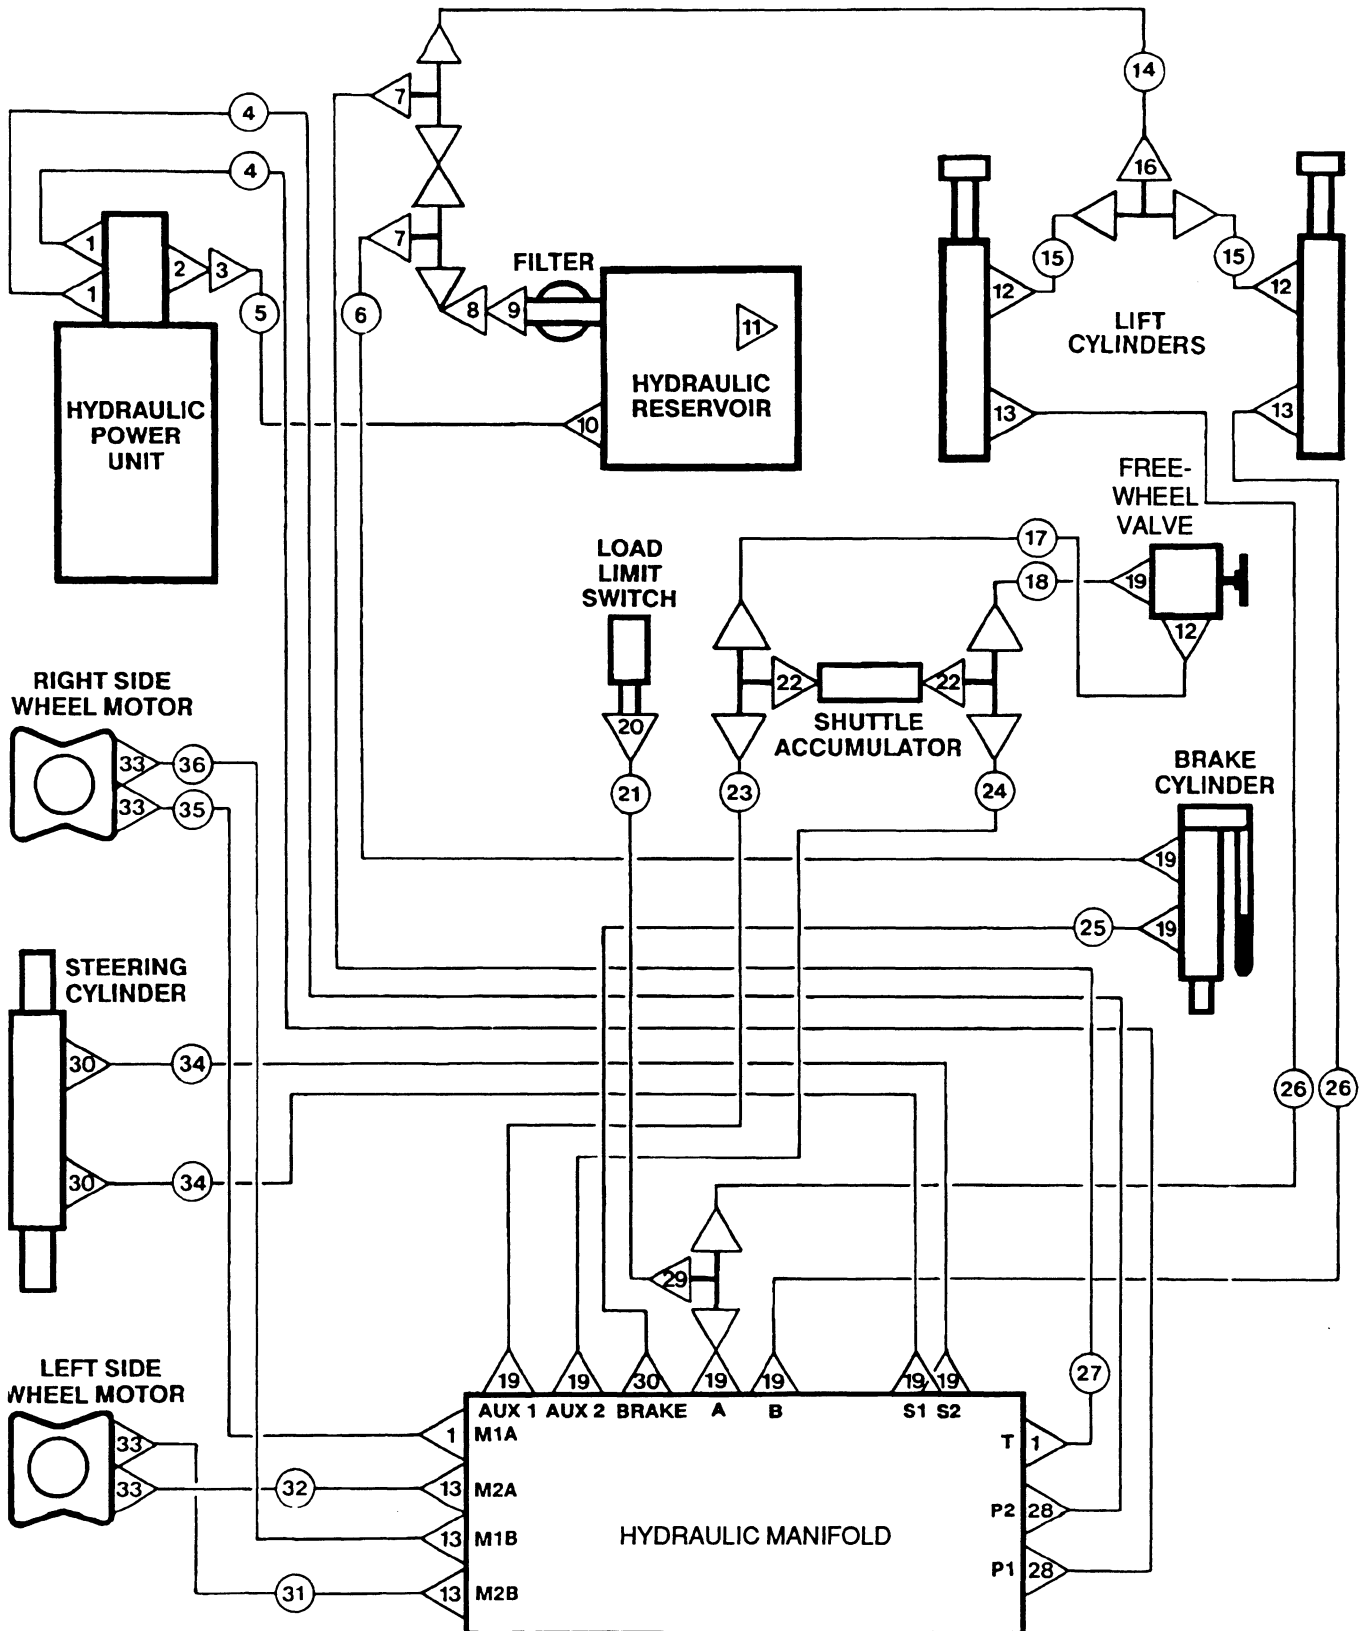 14
7
4
4
16
1
2
3
7
15
15
1
5
6
FILTER
8
9
12
12
11
LIFT
CYLINDERS
HYDRAULIC
RESERVOIR
HYDRAULIC
POWER
UNIT
10
13
13
FREE-
WHEEL
VALVE
17
LOAD
LIMIT
SWITCH
18
19
12
22
22
20
SHUTTLE
ACCUMULATOR
RIGHT SIDE
WHEEL MOTOR
33
36
33
35
21
23
24
BRAKE
CYLINDER
19
25
19
STEERING
CYLINDER
30
34
26
26
30
34
29
27
LEFT SIDE
WHEEL MOTOR
19
19
30
19
19
19
19
AUX 1
AUX 2
BRAKE
A
B
S1
S2
33
1
M1A
T
1
33
32
13
M2A
P2
28
13
M1B
HYDRAULIC MANIFOLD
P1
28
31
13
M2B